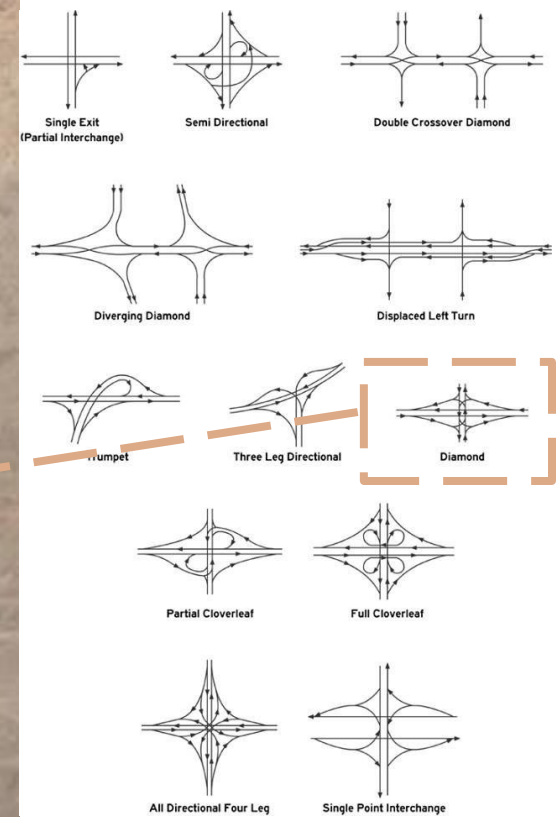 Single Exit
(Partial Interchange)
Semi Directional
Double Crossover Diamond
Diverging Diamond
Displaced Left Turn
Trumpet
Three Leg Directional
Diamond
Partial Cloverleaf
Full Cloverleaf
All Directional Four Leg
Single Point Interchange